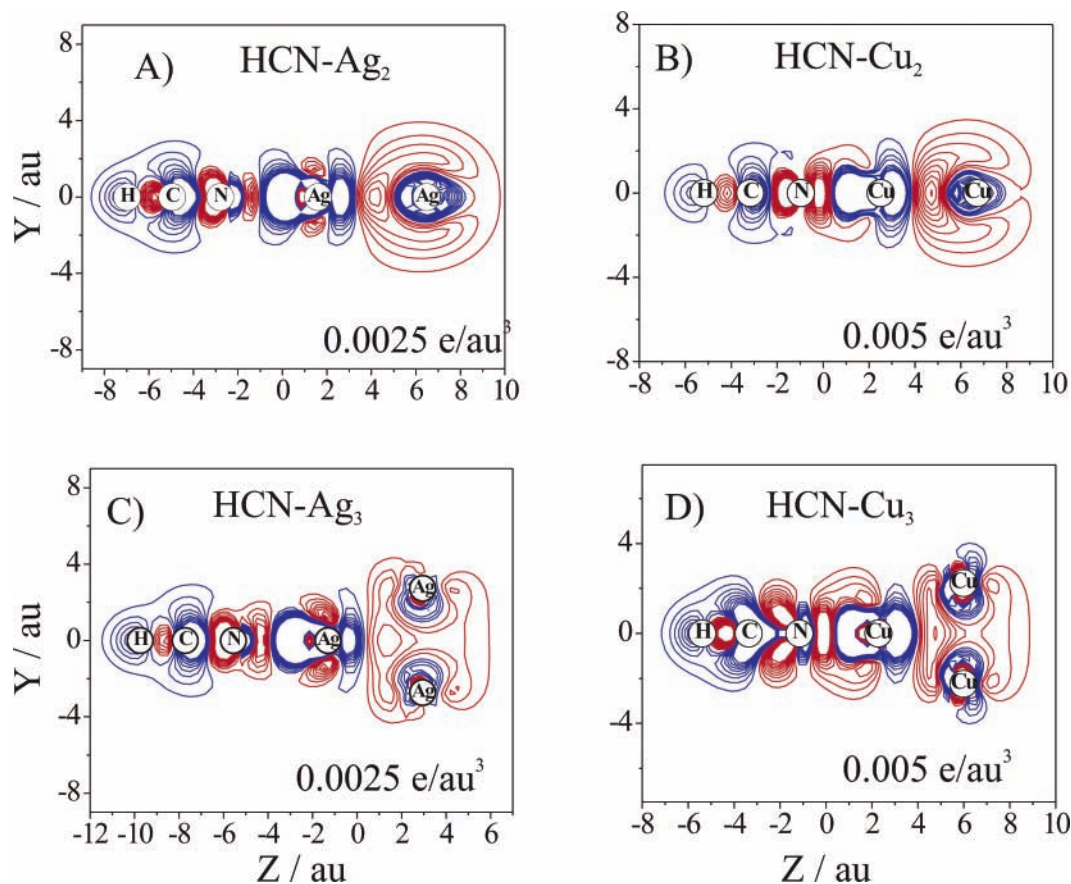 A) HCN-Ag₂
8
4
0
-4
-8
Y / au
H C N Ag Ag
0.0025 e/au³
-8 -6 -4 -2 0 2 4 6 8 10
B) HCN-Cu₂
8
4
0
-4
-8
H C N Cu Cu
0.005 e/au³
-8 -6 -4 -2 0 2 4 6 8 10
C) HCN-Ag₃
8
4
0
-4
-8
Y / au
Ag
H C N Ag
Ag
0.0025 e/au³
-12 -10 -8 -6 -4 -2 0 2 4 6
Z / au
D) HCN-Cu₃
4
0
-4
Cu
H C N Cu
Cu
0.005 e/au³
-8 -6 -4 -2 0 2 4 6 8 10
Z / au